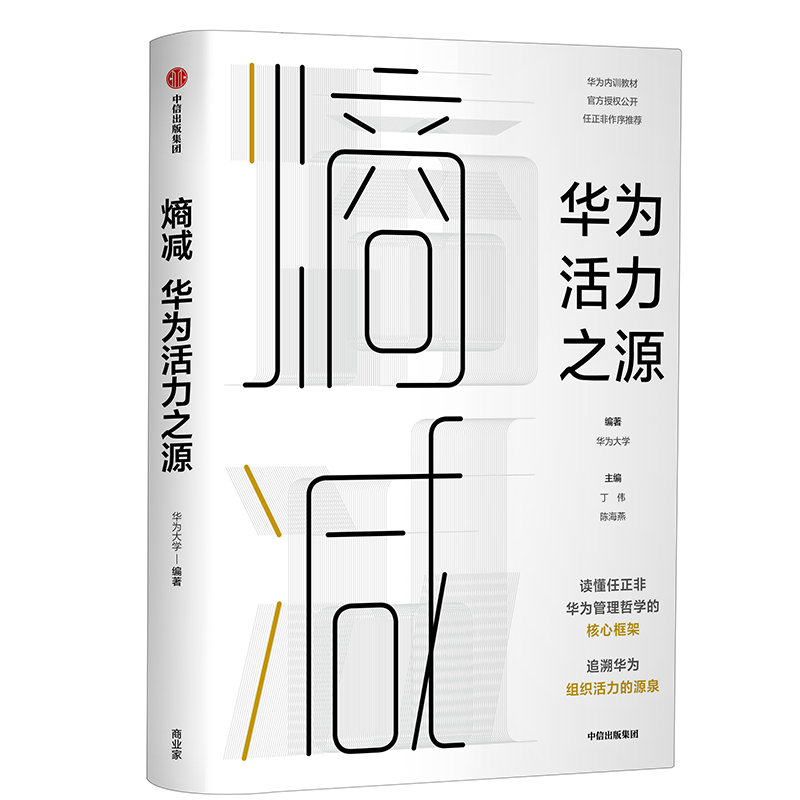 中信出版集团
熵减 华为活力之源
华为大学—编著
商业家
熵减
华为内训教材
官方授权公开
任正非作序推荐
华为
活力
之源
编著
华为大学
主编
丁 伟
陈海燕
读懂任正非
华为管理哲学的
核心框架
追溯华为
组织活力的源泉
中信出版集团